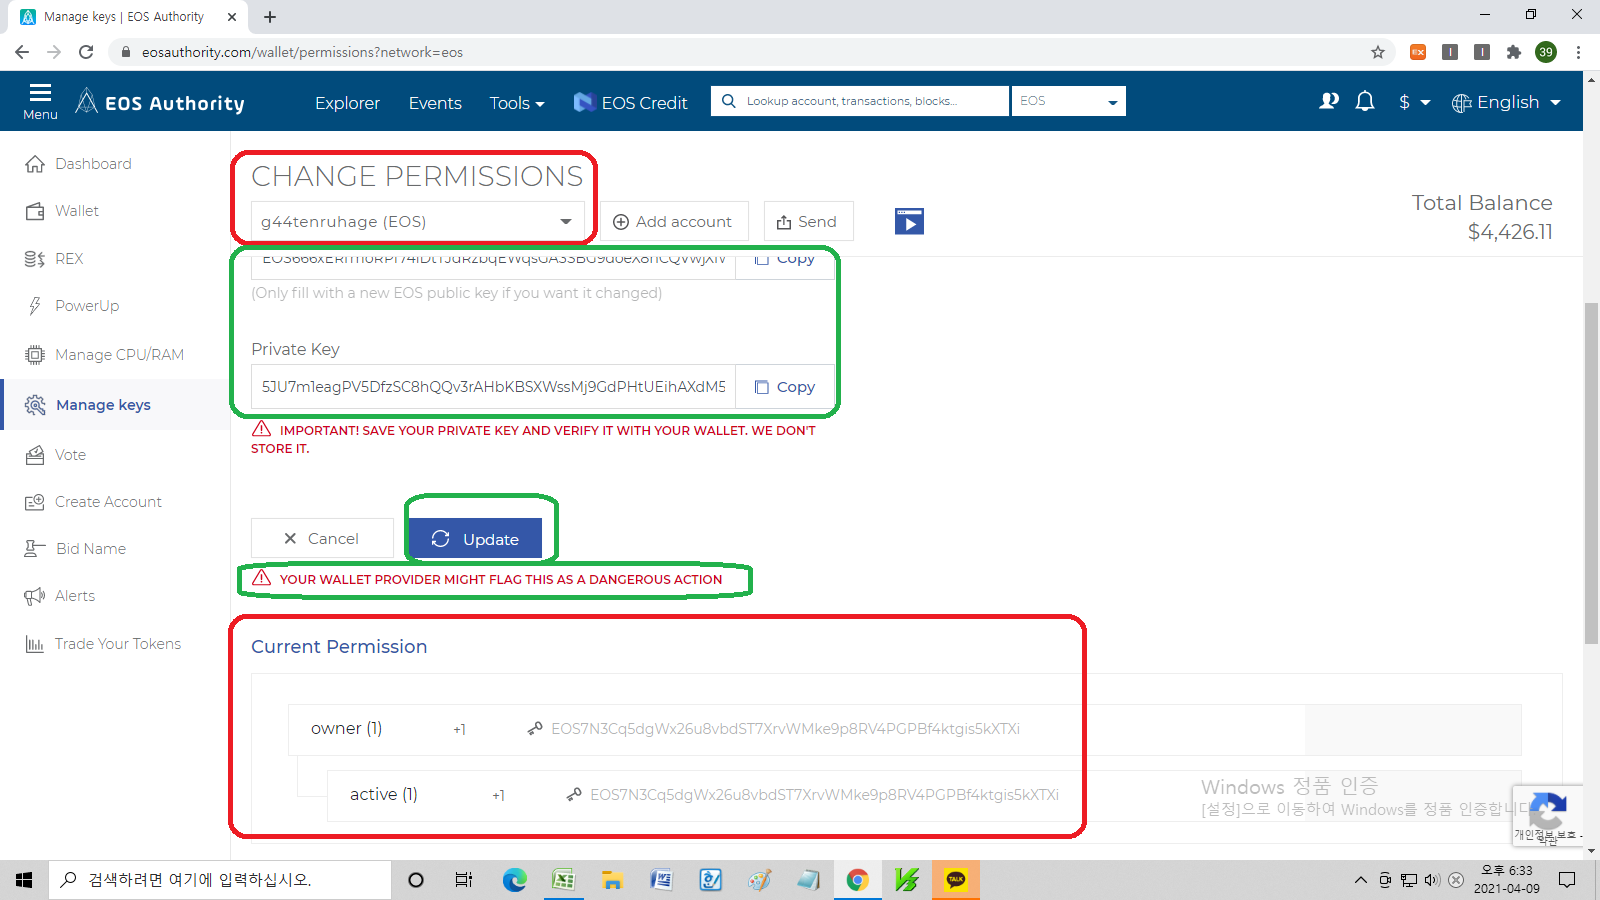 Manage keys | EOS Authority
eosauthority.com/wallet/permissions?network=eos
39
Menu
EOS Authority
Explorer
Events
Tools
EOS Credit
Lookup account, transactions, blocks...
EOS
$
English
Dashboard
Wallet
REX
PowerUp
Manage CPU/RAM
Manage keys
Vote
Create Account
Bid Name
Alerts
Trade Your Tokens
CHANGE PERMISSIONS
g44tenruhage (EOS)
Add account
Send
Total Balance
$4,426.11
Copy
(Only fill with a new EOS public key if you want it changed)
Private Key
5JU7m1eagPV5DfzSC8hQQv3rAHbKBSXWssMj9GdPHtUEihAXdM5
Copy
IMPORTANT! SAVE YOUR PRIVATE KEY AND VERIFY IT WITH YOUR WALLET. WE DON'T
STORE IT.
Cancel
Update
YOUR WALLET PROVIDER MIGHT FLAG THIS AS A DANGEROUS ACTION
Current Permission
owner (1) +1 EOS7N3Cq5dgWx26u8vbdST7XrvWMke9p8RV4PGPBf4ktgis5kXTXi
active (1) +1 EOS7N3Cq5dgWx26u8vbdST7XrvWMke9p8RV4PGPBf4ktgis5kXTXi
Windows 정품 인증
[설정]으로 이동하여 Windows를 정품 인증합니다
개인정보 보호 -
약관
검색하려면 여기에 입력하십시오.
TALK
오후 6:33
2021-04-09